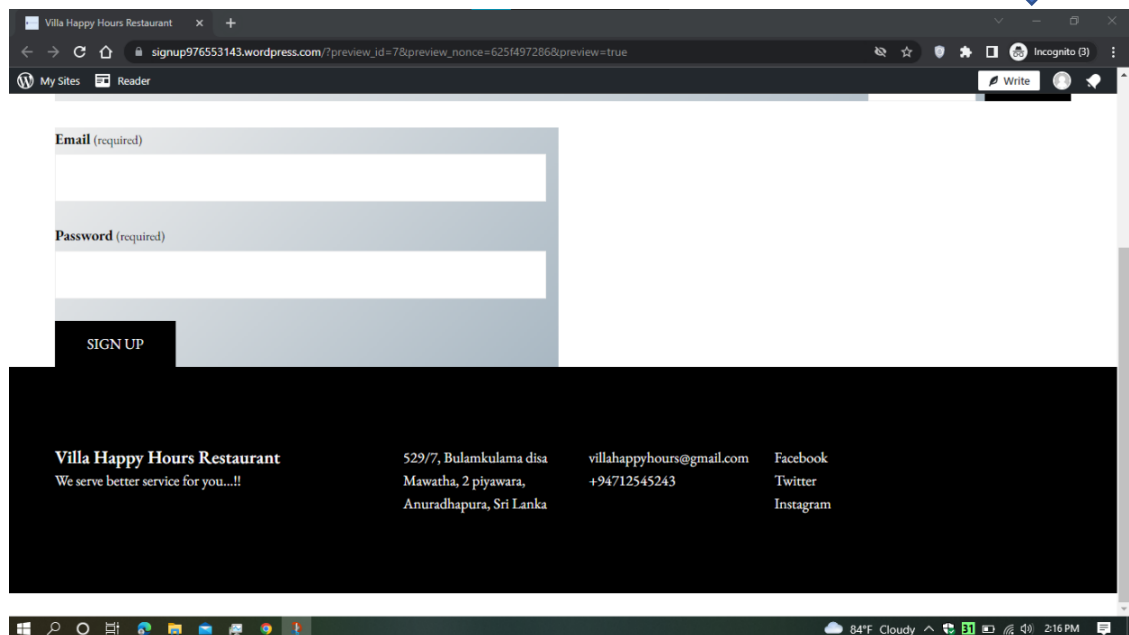 Villa Happy Hours Restaurant
signup976553143.wordpress.com/?preview_id=7&preview_nonce=625f497286&preview=true
Incognito (3)
My Sites
Reader
Write
Email (required)
Password (required)
SIGN UP
Villa Happy Hours Restaurant
We serve better service for you...!!
529/7, Bulamkulama disa
Mawatha, 2 piyawara,
Anuradhapura, Sri Lanka
villahappyhours@gmail.com
+94712545243
Facebook
Twitter
Instagram
84°F Cloudy
31
2:16 PM